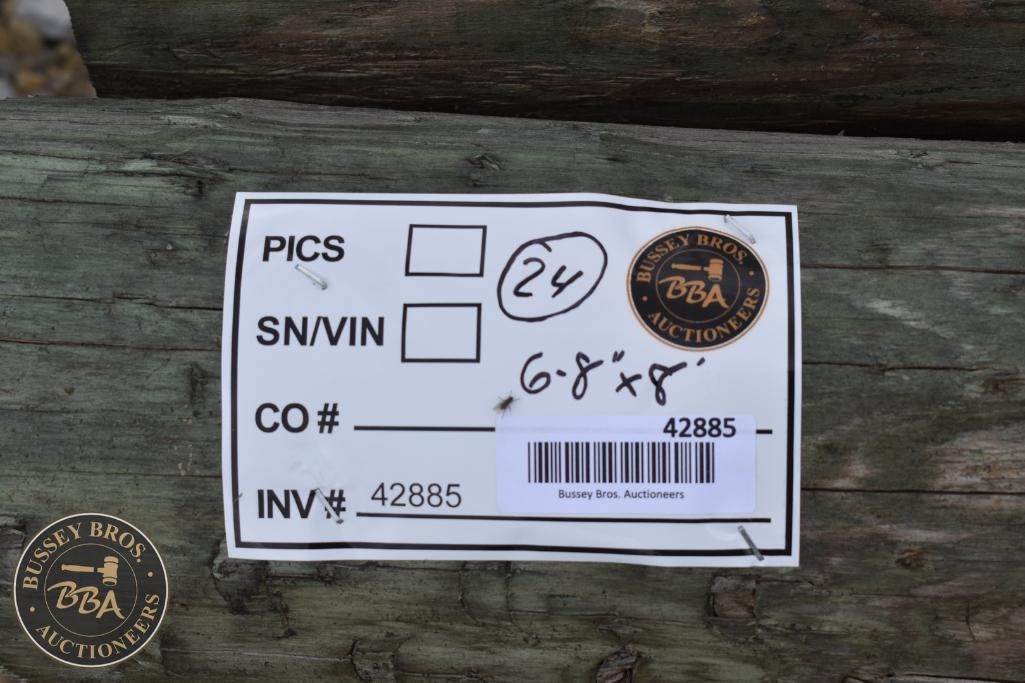 PICS
24
BUSSEY BROS.
BBA
AUCTIONEERS
SN/VIN
6-8" x 8'
CO #
42885
Bussey Bros. Auctioneers
INV # 42885
BUSSEY BROS.
BBA
AUCTIONEERS